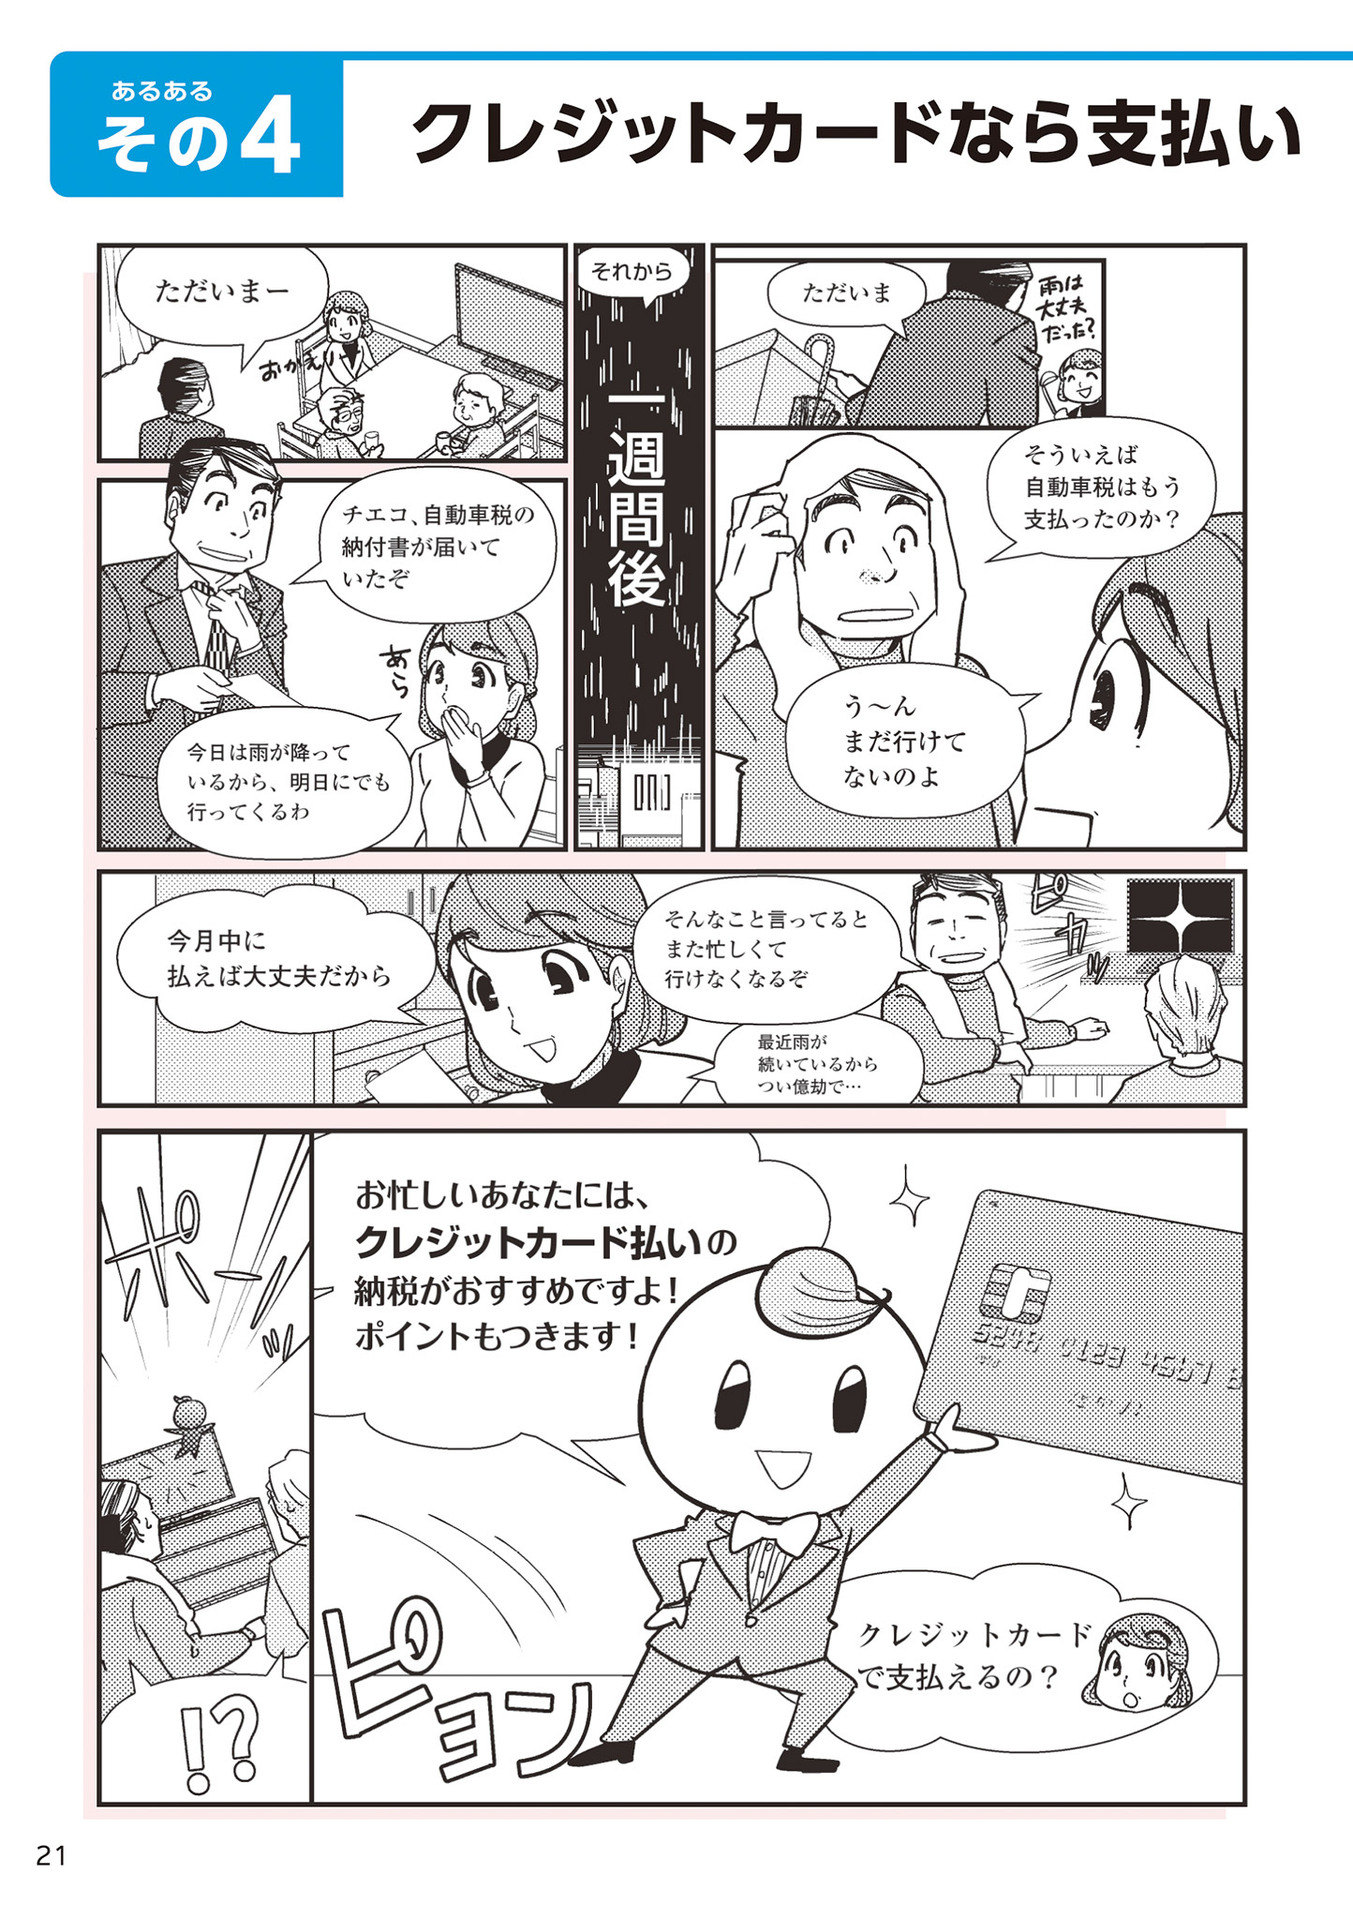 あるある
その4
クレジットカードなら支払い
ただいまー
おかえり
チエコ、自動車税の
納付書が届いて
いたぞ
あら
今日は雨が降って
いるから、明日にでも
行ってくるわ
それから
一週間後
ただいま
雨は
大丈夫
だった?
そういえば
自動車税はもう
支払ったのか?
う〜ん
まだ行けて
ないのよ
今月中に
払えば大丈夫だから
そんなこと言ってると
また忙しくて
行けなくなるぞ
最近雨が
続いているから
つい億劫で…
ピカッ
ポンッ
!?
お忙しいあなたには、
クレジットカード払いの
納税がおすすめですよ!
ポイントもつきます!
ピョン
クレジットカード
で支払えるの?
21